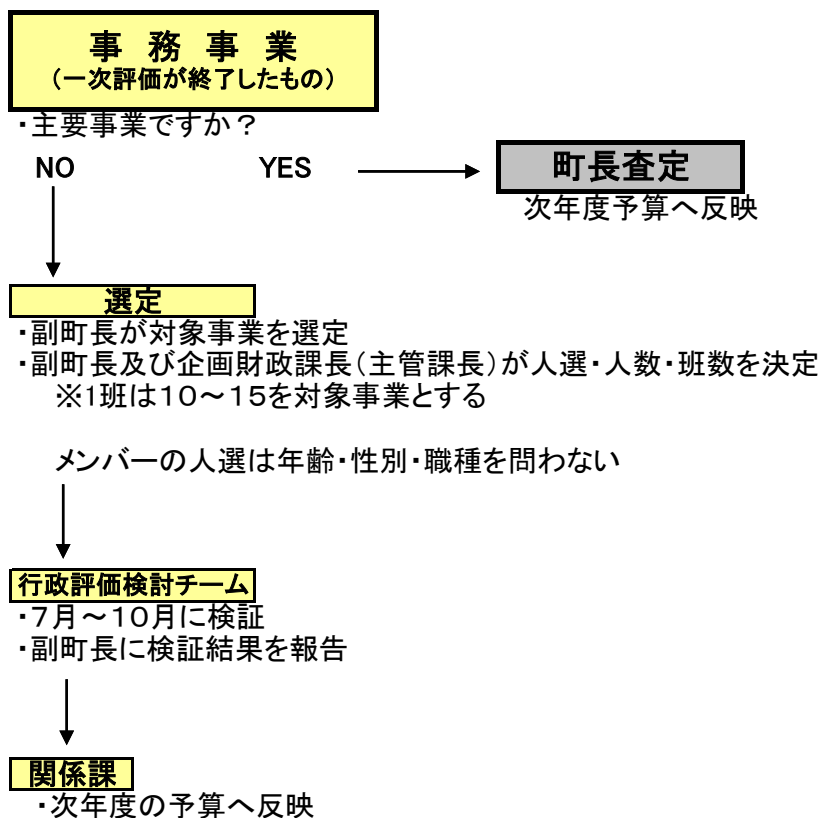 事 務 事 業
(一次評価が終了したもの)
・主要事業ですか？
NO YES 町長査定
次年度予算へ反映
選定
・副町長が対象事業を選定
・副町長及び企画財政課長(主管課長)が人選・人数・班数を決定
※1班は１０～１５を対象事業とする
メンバーの人選は年齢・性別・職種を問わない
行政評価検討チーム
・７月～１０月に検証
・副町長に検証結果を報告
関係課
・次年度の予算へ反映